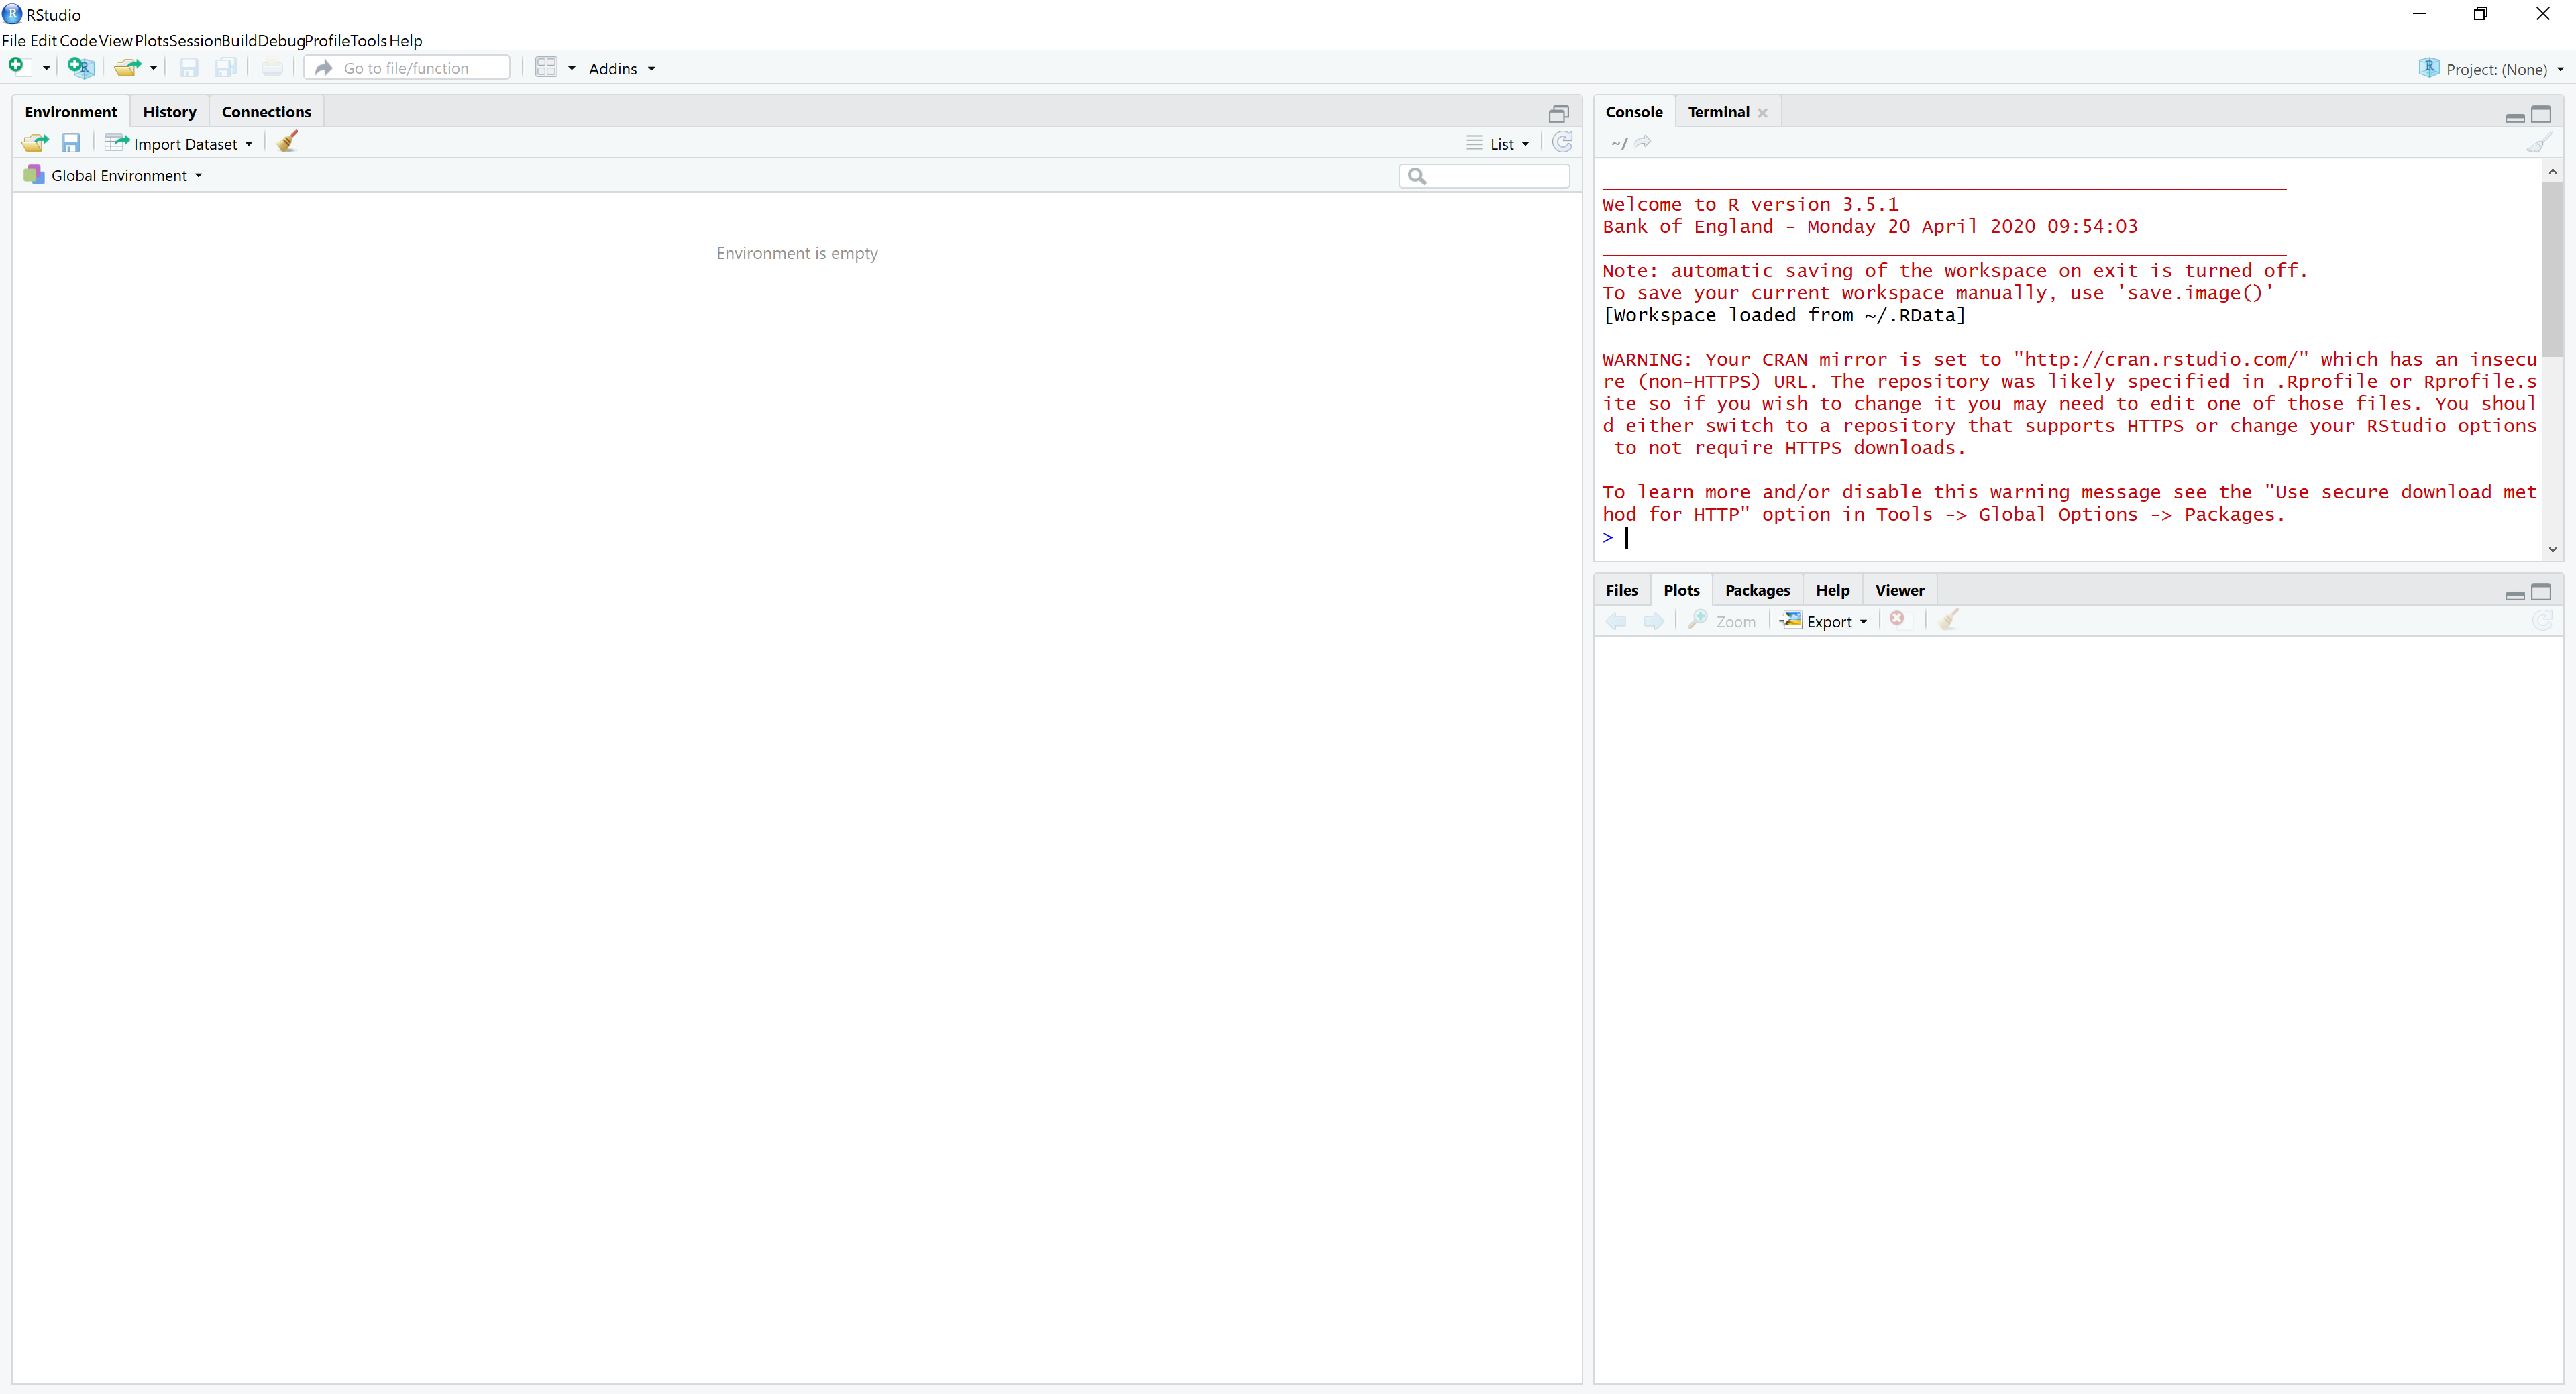 RStudio
File Edit Code View Plots Session Build Debug Profile Tools Help
Go to file/function
Addins
Project: (None)
Environment History Connections
Import Dataset
List
Global Environment
Environment is empty
Console Terminal
~/
Welcome to R version 3.5.1
Bank of England - Monday 20 April 2020 09:54:03
Note: automatic saving of the workspace on exit is turned off.
To save your current workspace manually, use 'save.image()'
[Workspace loaded from ~/.RData]
WARNING: Your CRAN mirror is set to "http://cran.rstudio.com/" which has an insecu
re (non-HTTPS) URL. The repository was likely specified in .Rprofile or Rprofile.s
ite so if you wish to change it you may need to edit one of those files. You shoul
d either switch to a repository that supports HTTPS or change your RStudio options
to not require HTTPS downloads.
To learn more and/or disable this warning message see the "Use secure download met
hod for HTTP" option in Tools -> Global Options -> Packages.
>
Files Plots Packages Help Viewer
Zoom Export